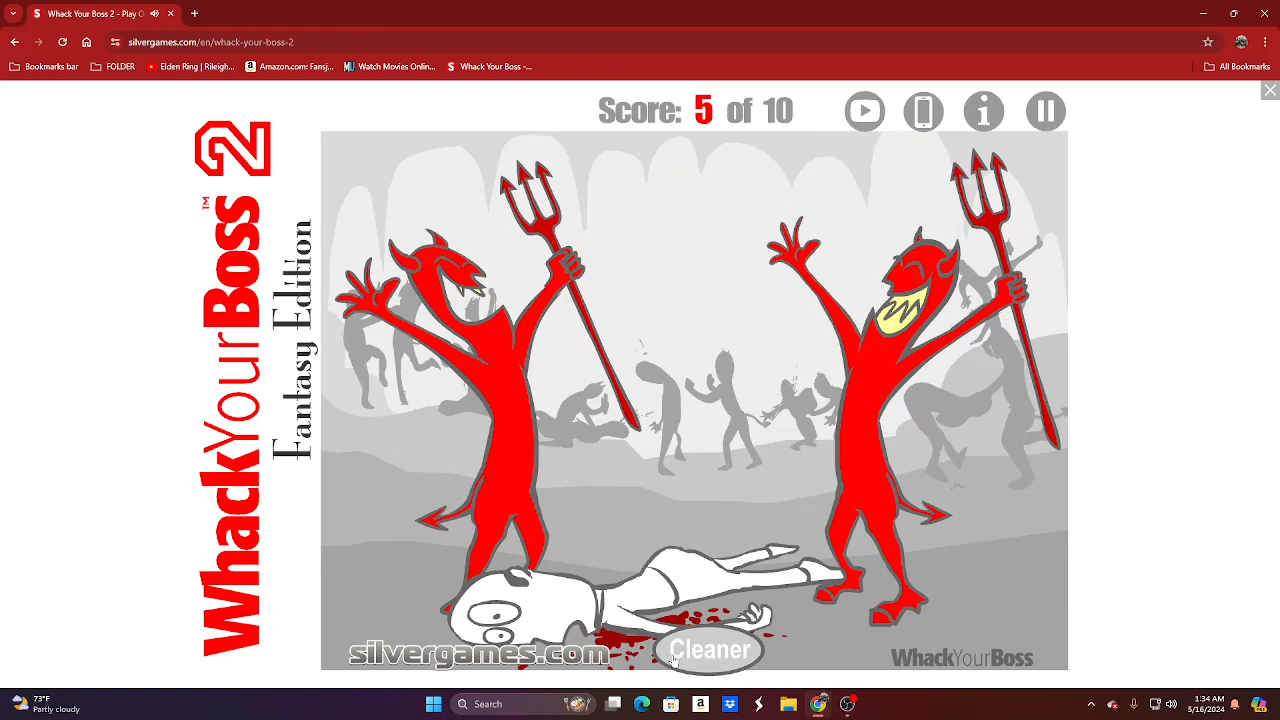 Whack Your Boss 2 - Play O
silvergames.com/en/whack-your-boss-2
Bookmarks bar
FOLDER
Elden Ring | Rileigh...
Amazon.com: Fansj...
MU Watch Movies Onlin...
Whack Your Boss –...
All Bookmarks
Score: 5 of 10
WhackYourBoss™ 2
Fantasy Edition
silvergames.com
Cleaner
WhackYourBoss
73°F
Partly cloudy
Search
1:34 AM
5/16/2024